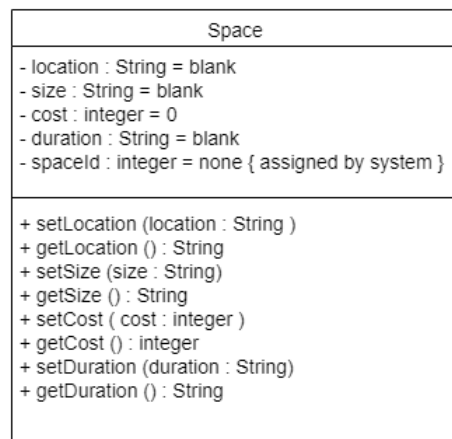 Space
- location : String = blank
- size : String = blank
- cost : integer = 0
- duration : String = blank
- spaceId : integer = none { assigned by system }
+ setLocation (location : String )
+ getLocation () : String
+ setSize (size : String)
+ getSize () : String
+ setCost ( cost : integer )
+ getCost () : integer
+ setDuration (duration : String)
+ getDuration () : String